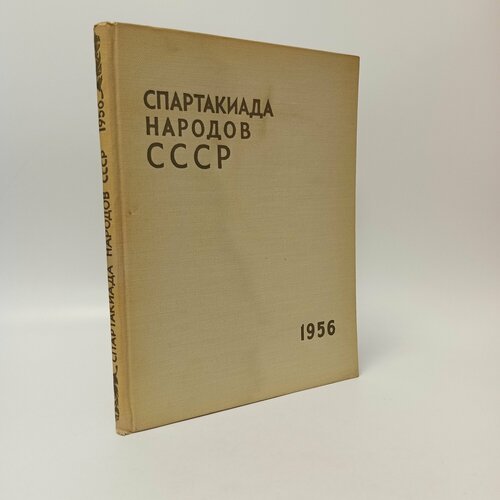 СПАРТАКИАДА
НАРОДОВ
СССР
1956
СПАРТАКИАДА НАРОДОВ СССР 1956